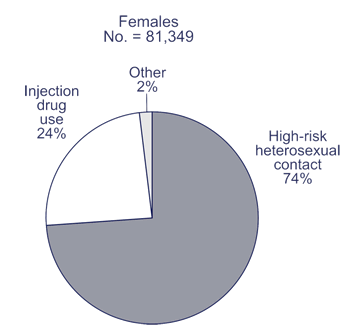 Females
No. = 81,349
Other
2%
Injection
drug
use
24%
High-risk
heterosexual
contact
74%